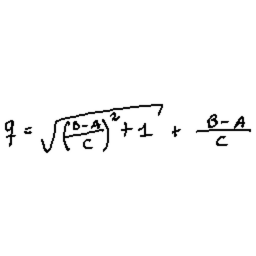 q = √(((B-A)/C)² + 1) + (B-A)/C